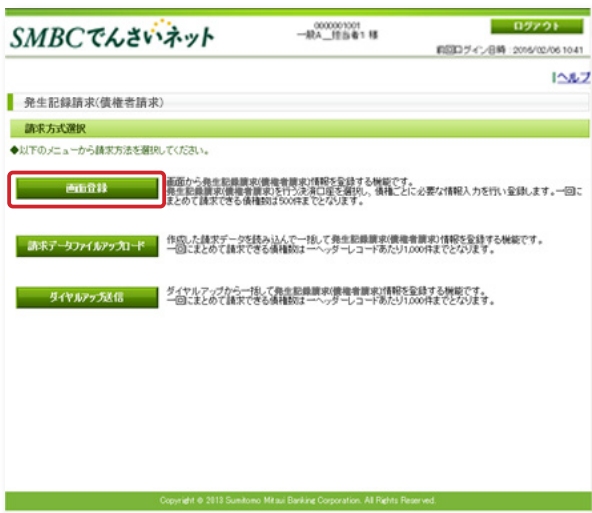 SMBCでんさいネット
0000001001
一般A__担当者1 様
ログアウト
前回ログイン日時 : 2016/02/06 10:41
ヘルプ
発生記録請求(債権者請求)
請求方式選択
◆以下のメニューから請求方法を選択してください。
画面登録
画面から発生記録請求(債権者請求)情報を登録する機能です。
発生記録請求(債権者請求)を行う決済口座を選択し、債権ごとに必要な情報入力を行い登録します。一回に
まとめて請求できる債権数は500件までとなります。
請求データファイルアップロード
作成した請求データを読み込んで一括して発生記録請求(債権者請求)情報を登録する機能です。
一回にまとめて請求できる債権数は一ヘッダーレコードあたり1,000件までとなります。
ダイヤルアップ送信
ダイヤルアップから一括して発生記録請求(債権者請求)情報を登録する機能です。
一回にまとめて請求できる債権数は一ヘッダーレコードあたり1,000件までとなります。
Copyright © 2013 Sumitomo Mitsui Banking Corporation. All Rights Reserved.